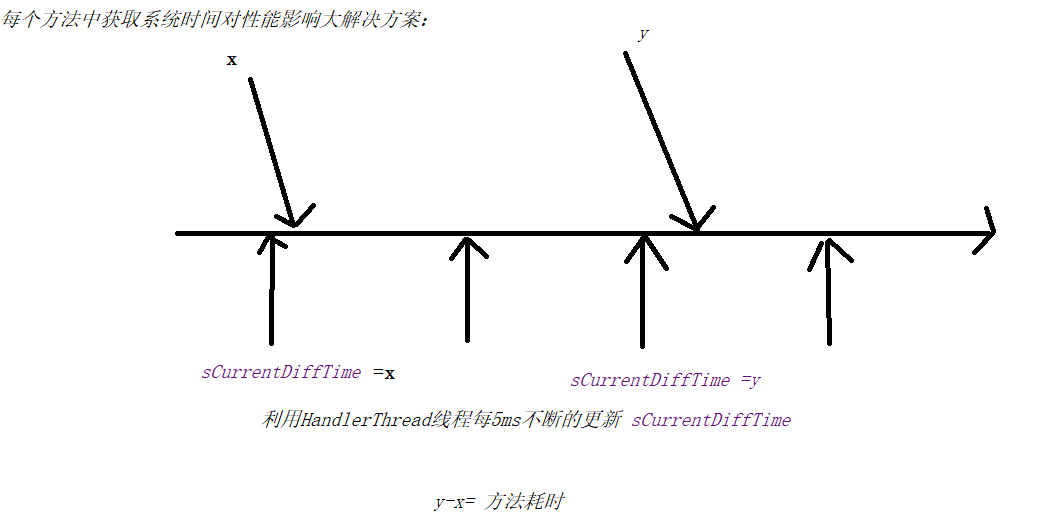 每个方法中获取系统时间对性能影响大解决方案:
x
y
sCurrentDiffTime =x
sCurrentDiffTime =y
利用HandlerThread线程每5ms不断的更新 sCurrentDiffTime
y-x= 方法耗时